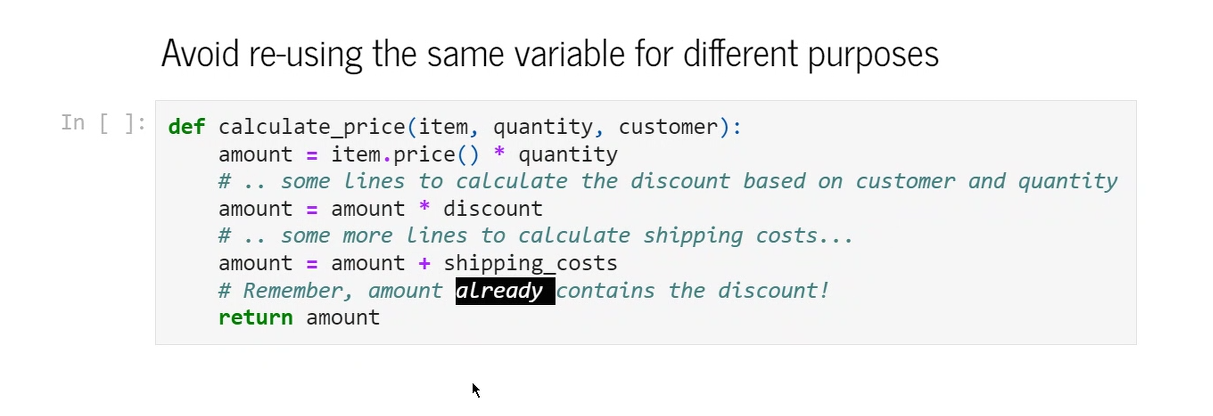 Avoid re-using the same variable for different purposes
In [ ]:
def calculate_price(item, quantity, customer):
    amount = item.price() * quantity
    # .. some lines to calculate the discount based on customer and quantity
    amount = amount * discount
    # .. some more lines to calculate shipping costs...
    amount = amount + shipping_costs
    # Remember, amount already contains the discount!
    return amount